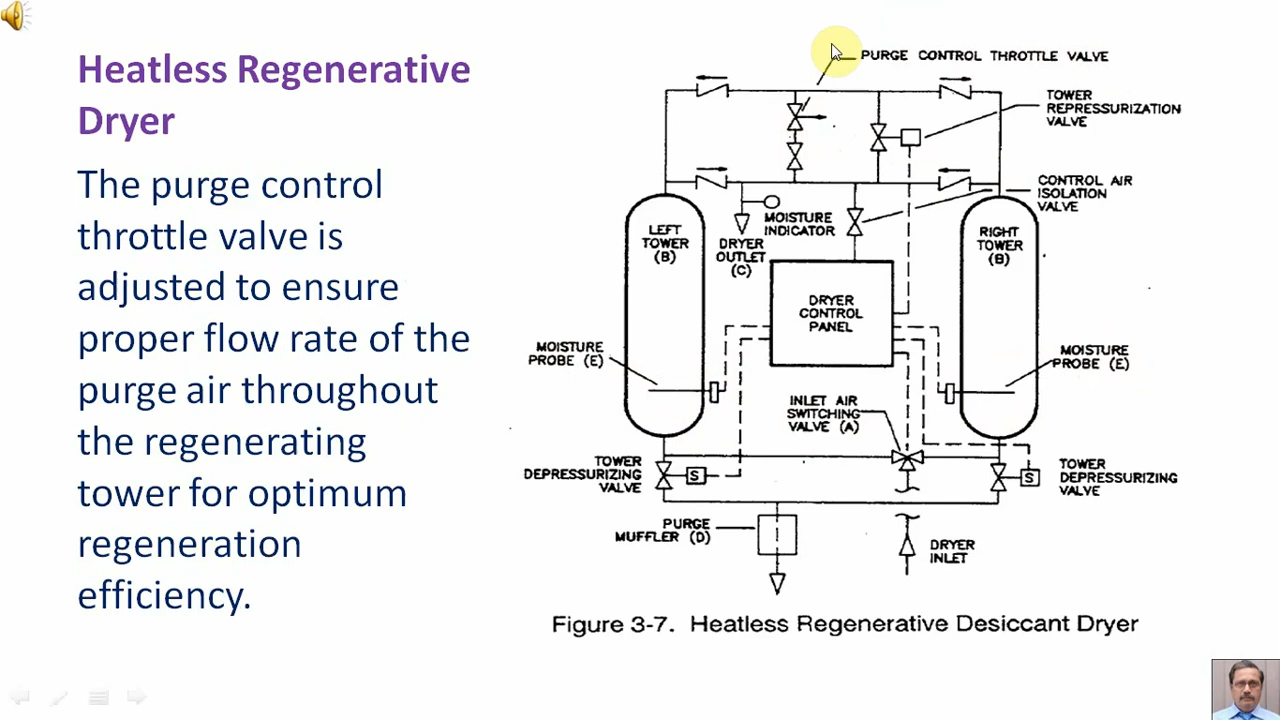 Heatless Regenerative
Dryer
The purge control
throttle valve is
adjusted to ensure
proper flow rate of the
purge air throughout
the regenerating
tower for optimum
regeneration
efficiency.
PURGE CONTROL THROTTLE VALVE
TOWER
REPRESSURIZATION
VALVE
CONTROL AIR
ISOLATION
VALVE
MOISTURE
INDICATOR
DRYER
OUTLET
(C)
LEFT
TOWER
(B)
RIGHT
TOWER
(B)
DRYER
CONTROL
PANEL
MOISTURE
PROBE (E)
MOISTURE
PROBE (E)
INLET AIR
SWITCHING
VALVE (A)
TOWER
DEPRESSURIZING
VALVE
S
S
TOWER
DEPRESSURIZING
VALVE
PURGE
MUFFLER (D)
DRYER
INLET
Figure 3-7. Heatless Regenerative Desiccant Dryer